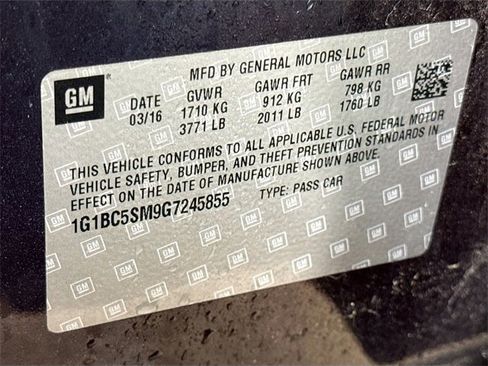 GM
MFD BY GENERAL MOTORS LLC
DATE GVWR GAWR FRT GAWR RR
03/16 1710 KG 912 KG 798 KG
3771 LB 2011 LB 1760 LB
THIS VEHICLE CONFORMS TO ALL APPLICABLE U.S. FEDERAL MOTOR
VEHICLE SAFETY, BUMPER, AND THEFT PREVENTION STANDARDS IN
EFFECT ON THE DATE OF MANUFACTURE SHOWN ABOVE.
1G1BC5SM9G7245855 TYPE: PASS CAR